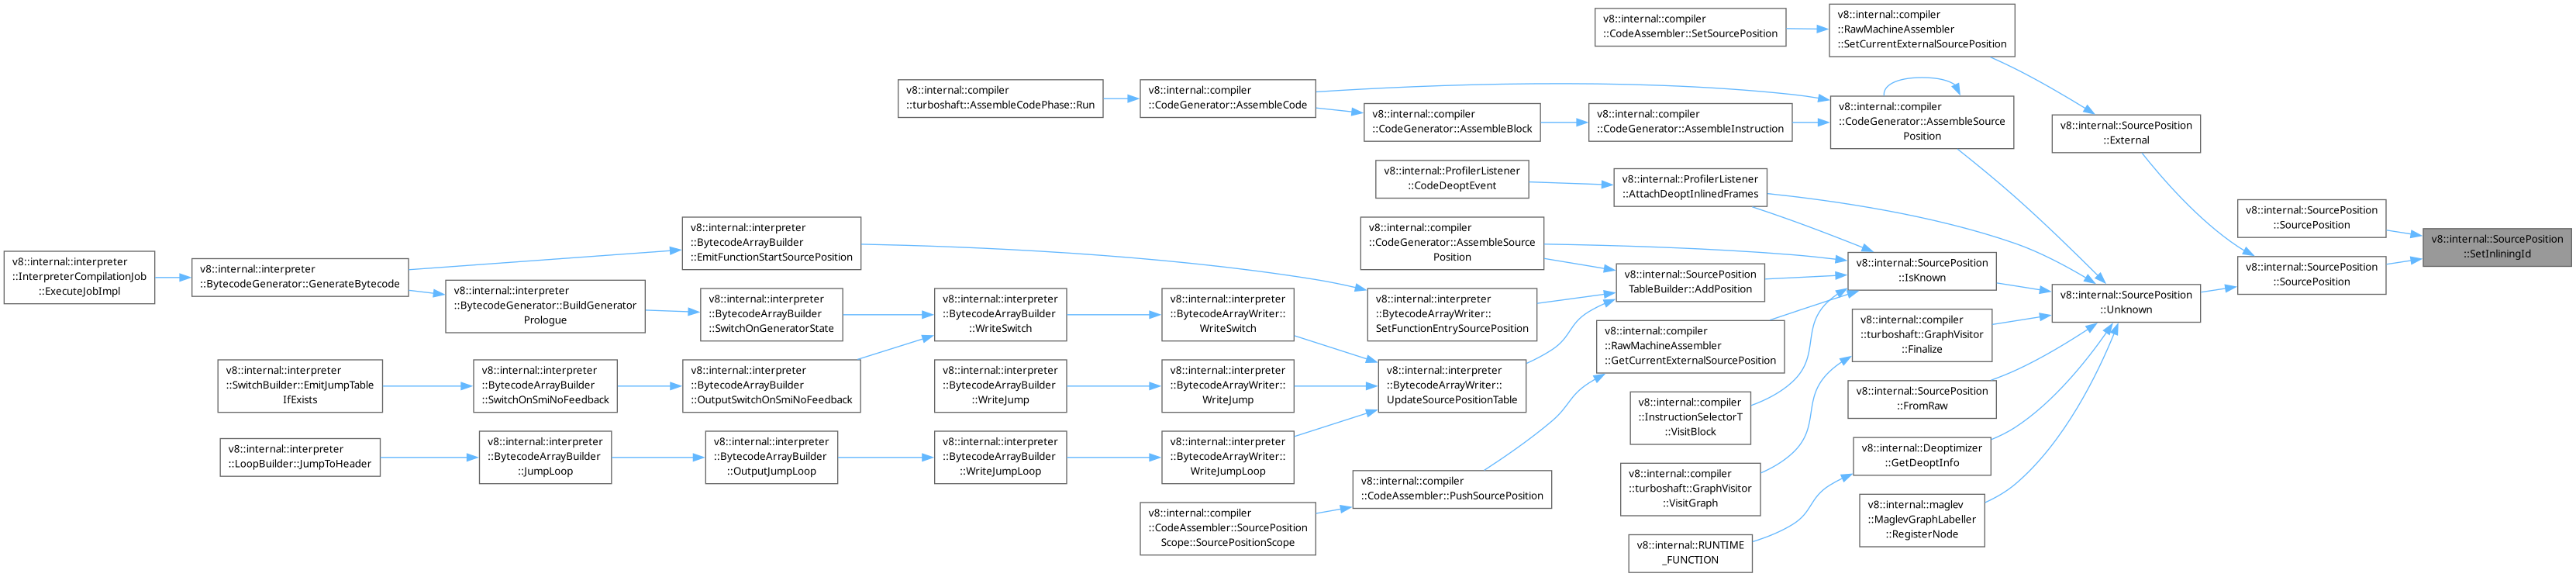 v8::internal::compiler
::CodeAssembler::SetSourcePosition
v8::internal::compiler
::RawMachineAssembler
::SetCurrentExternalSourcePosition
v8::internal::compiler
::turboshaft::AssembleCodePhase::Run
v8::internal::compiler
::CodeGenerator::AssembleCode
v8::internal::compiler
::CodeGenerator::AssembleBlock
v8::internal::compiler
::CodeGenerator::AssembleInstruction
v8::internal::compiler
::CodeGenerator::AssembleSource
Position
v8::internal::SourcePosition
::External
v8::internal::ProfilerListener
::CodeDeoptEvent
v8::internal::ProfilerListener
::AttachDeoptInlinedFrames
v8::internal::SourcePosition
::SourcePosition
v8::internal::SourcePosition
::SetInliningId
v8::internal::interpreter
::InterpreterCompilationJob
::ExecuteJobImpl
v8::internal::interpreter
::BytecodeGenerator::GenerateBytecode
v8::internal::interpreter
::BytecodeArrayBuilder
::EmitFunctionStartSourcePosition
v8::internal::compiler
::CodeGenerator::AssembleSource
Position
v8::internal::SourcePosition
TableBuilder::AddPosition
v8::internal::SourcePosition
::IsKnown
v8::internal::SourcePosition
::SourcePosition
v8::internal::interpreter
::BytecodeGenerator::BuildGenerator
Prologue
v8::internal::interpreter
::BytecodeArrayBuilder
::SwitchOnGeneratorState
v8::internal::interpreter
::BytecodeArrayBuilder
::WriteSwitch
v8::internal::interpreter
::BytecodeArrayWriter::
WriteSwitch
v8::internal::interpreter
::BytecodeArrayWriter::
SetFunctionEntrySourcePosition
v8::internal::compiler
::RawMachineAssembler
::GetCurrentExternalSourcePosition
v8::internal::compiler
::turboshaft::GraphVisitor
::Finalize
v8::internal::SourcePosition
::Unknown
v8::internal::interpreter
::SwitchBuilder::EmitJumpTable
IfExists
v8::internal::interpreter
::BytecodeArrayBuilder
::SwitchOnSmiNoFeedback
v8::internal::interpreter
::BytecodeArrayBuilder
::OutputSwitchOnSmiNoFeedback
v8::internal::interpreter
::BytecodeArrayBuilder
::WriteJump
v8::internal::interpreter
::BytecodeArrayWriter::
WriteJump
v8::internal::interpreter
::BytecodeArrayWriter::
UpdateSourcePositionTable
v8::internal::compiler
::InstructionSelectorT
::VisitBlock
v8::internal::SourcePosition
::FromRaw
v8::internal::interpreter
::LoopBuilder::JumpToHeader
v8::internal::interpreter
::BytecodeArrayBuilder
::JumpLoop
v8::internal::interpreter
::BytecodeArrayBuilder
::OutputJumpLoop
v8::internal::interpreter
::BytecodeArrayBuilder
::WriteJumpLoop
v8::internal::interpreter
::BytecodeArrayWriter::
WriteJumpLoop
v8::internal::compiler
::CodeAssembler::PushSourcePosition
v8::internal::compiler
::turboshaft::GraphVisitor
::VisitGraph
v8::internal::Deoptimizer
::GetDeoptInfo
v8::internal::compiler
::CodeAssembler::SourcePosition
Scope::SourcePositionScope
v8::internal::RUNTIME
_FUNCTION
v8::internal::maglev
::MaglevGraphLabeller
::RegisterNode